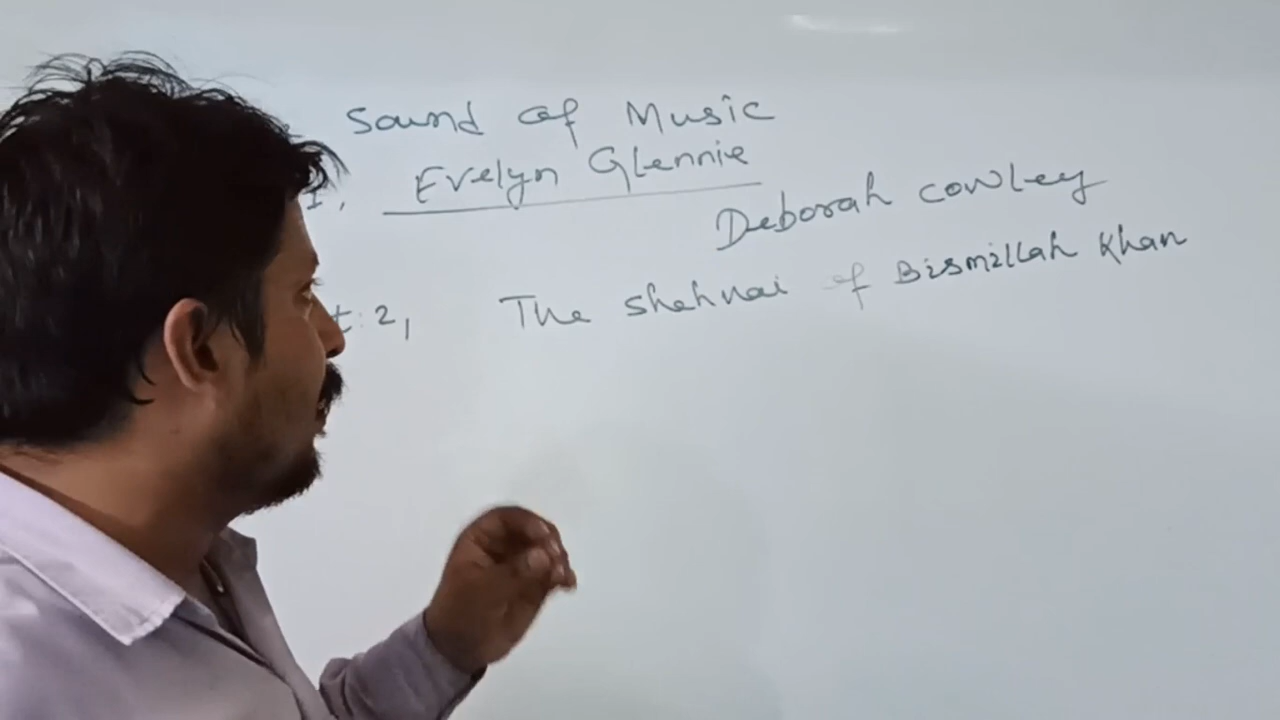 Sound of Music
1, Evelyn Glennie
Deborah Cowley
t: 2, The Shehnai of Bismillah Khan